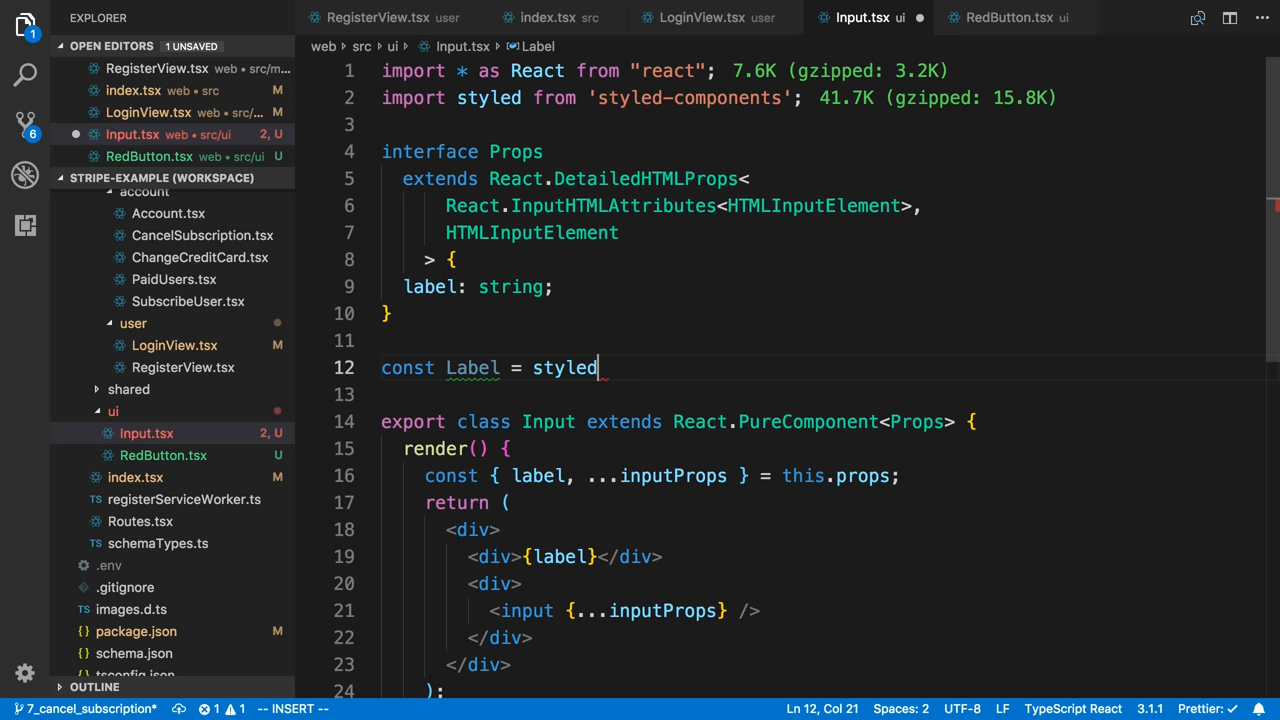 EXPLORER
RegisterView.tsx user
index.tsx src
LoginView.tsx user
Input.tsx ui
RedButton.tsx ui
1
OPEN EDITORS 1 UNSAVED
RegisterView.tsx web • src/m...
index.tsx web • src M
LoginView.tsx web • src/... M
Input.tsx web • src/ui 2, U
RedButton.tsx web • src/ui U
6
STRIPE-EXAMPLE (WORKSPACE)
account
Account.tsx
CancelSubscription.tsx
ChangeCreditCard.tsx
PaidUsers.tsx
SubscribeUser.tsx
user
LoginView.tsx M
RegisterView.tsx
shared
ui
Input.tsx 2, U
RedButton.tsx U
index.tsx M
registerServiceWorker.ts
Routes.tsx
TS schemaTypes.ts
.env
.gitignore
TS images.d.ts
{} package.json M
{} schema.json
{} tsconfig.json
OUTLINE
web src ui Input.tsx Label
1 import * as React from "react"; 7.6K (gzipped: 3.2K)
2 import styled from 'styled-components'; 41.7K (gzipped: 15.8K)
3
4 interface Props
5 extends React.DetailedHTMLProps<
6 React.InputHTMLAttributes<HTMLInputElement>,
7 HTMLInputElement
8 > {
9 label: string;
10 }
11
12 const Label = styled
13
14 export class Input extends React.PureComponent<Props> {
15 render() {
16 const { label, ...inputProps } = this.props;
17 return (
18 <div>
19 <div>{label}</div>
20 <div>
21 <input {...inputProps} />
22 </div>
23 </div>
24 );
7_cancel_subscription* 1 1 -- INSERT -- Ln 12, Col 21 Spaces: 2 UTF-8 LF TypeScript React 3.1.1 Prettier: ✓